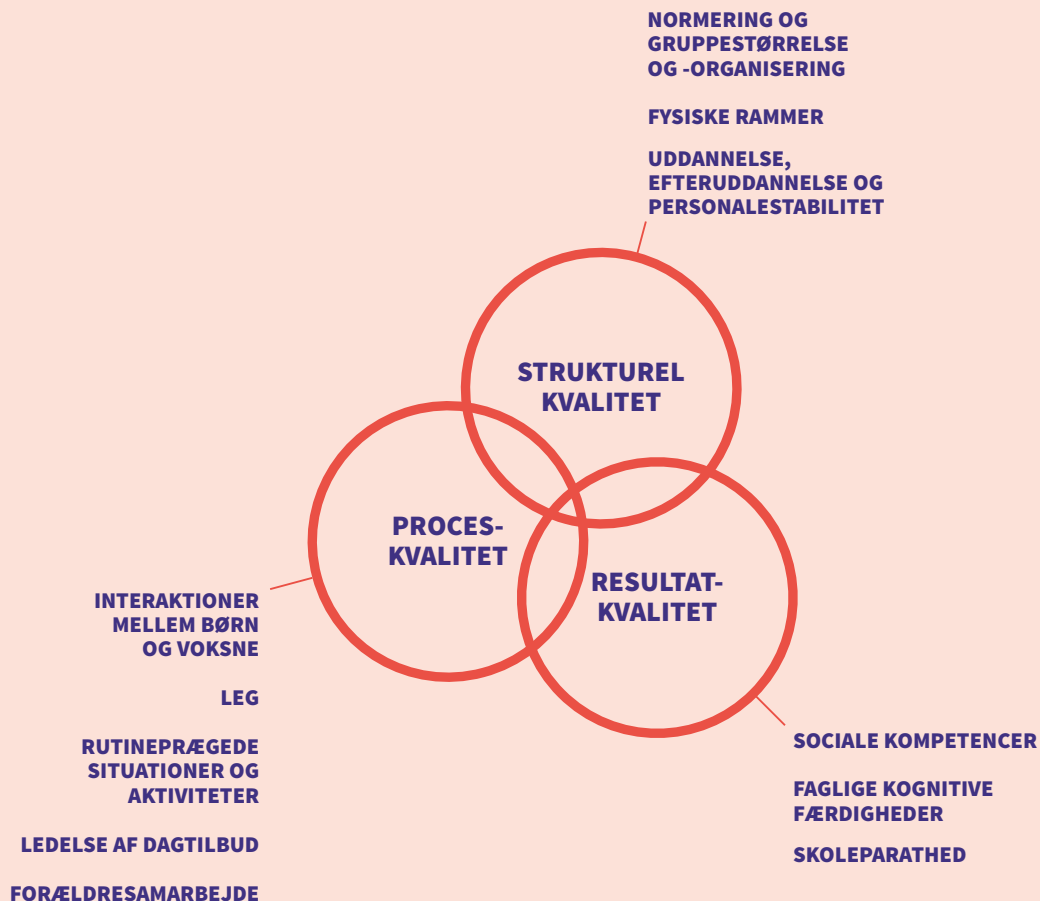 NORMERING OG
GRUPPESTØRRELSE
OG -ORGANISERING
FYSISKE RAMMER
UDDANNELSE,
EFTERUDDANNELSE OG
PERSONALESTABILITET
STRUKTUREL
KVALITET
PROCES-
KVALITET
RESULTAT-
KVALITET
INTERAKTIONER
MELLEM BØRN
OG VOKSNE
LEG
RUTINEPRÆGEDE
SITUATIONER OG
AKTIVITETER
LEDELSE AF DAGTILBUD
FORÆLDRESAMARBEJDE
SOCIALE KOMPETENCER
FAGLIGE KOGNITIVE
FÆRDIGHEDER
SKOLEPARATHED